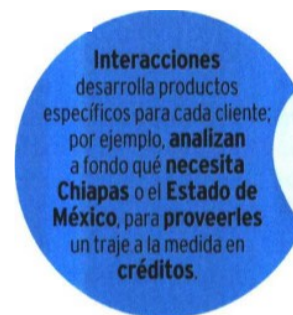 Interacciones
desarrolla productos
específicos para cada cliente;
por ejemplo, analizan
a fondo qué necesita
Chiapas o el Estado de
México, para proveerles
un traje a la medida en
créditos.